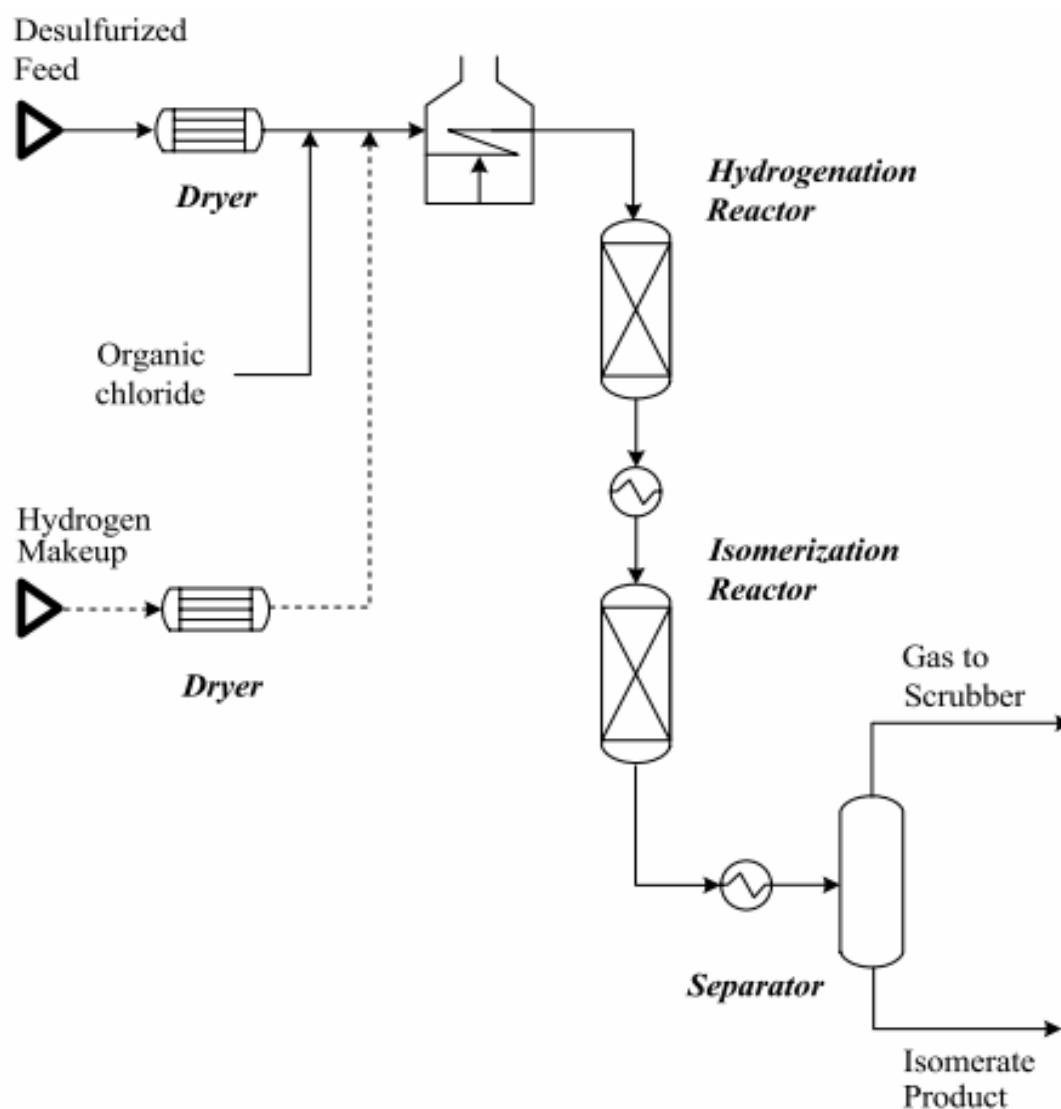 Desulfurized
Feed
Dryer
Hydrogenation
Reactor
Organic
chloride
Hydrogen
Makeup
Isomerization
Reactor
Dryer
Gas to
Scrubber
Separator
Isomerate
Product